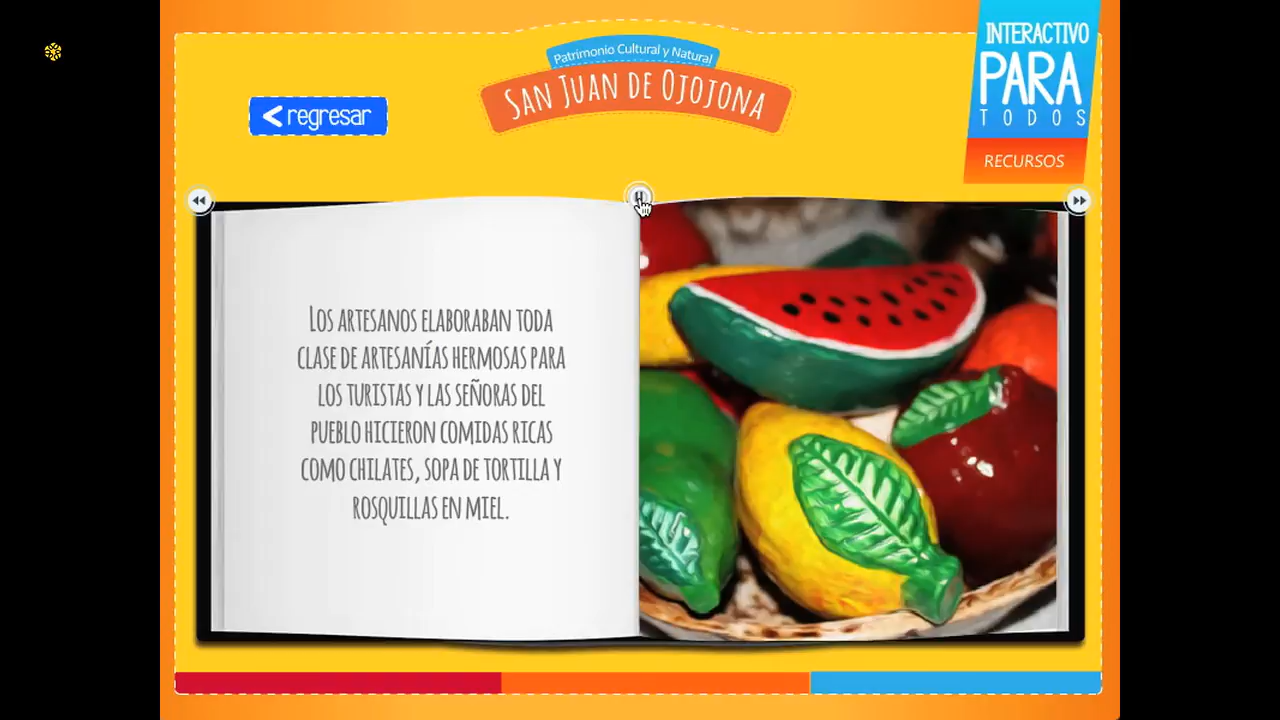 Patrimonio Cultural y Natural
San Juan de Ojojona
INTERACTIVO
PARA
TODOS
RECURSOS
< regresar
Los artesanos elaboraban toda
clase de artesanías hermosas para
los turistas y las señoras del
pueblo hicieron comidas ricas
como chilates, sopa de tortilla y
rosquillas en miel.